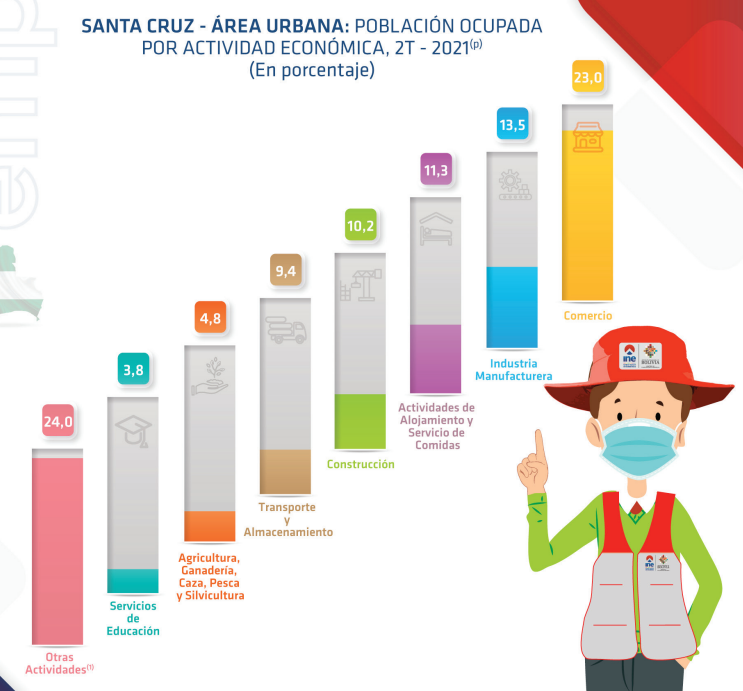 SANTA CRUZ - ÁREA URBANA: POBLACIÓN OCUPADA
POR ACTIVIDAD ECONÓMICA, 2T - 2021(p)
(En porcentaje)
23,0
Comercio
13,5
Industria
Manufacturera
11,3
Actividades de
Alojamiento y
Servicio de
Comidas
10,2
Construcción
9,4
Transporte
y
Almacenamiento
4,8
Agricultura,
Ganadería,
Caza, Pesca
y Silvicultura
3,8
Servicios
de
Educación
24,0
Otras
Actividades(1)
ine
BOLIVIA
ine